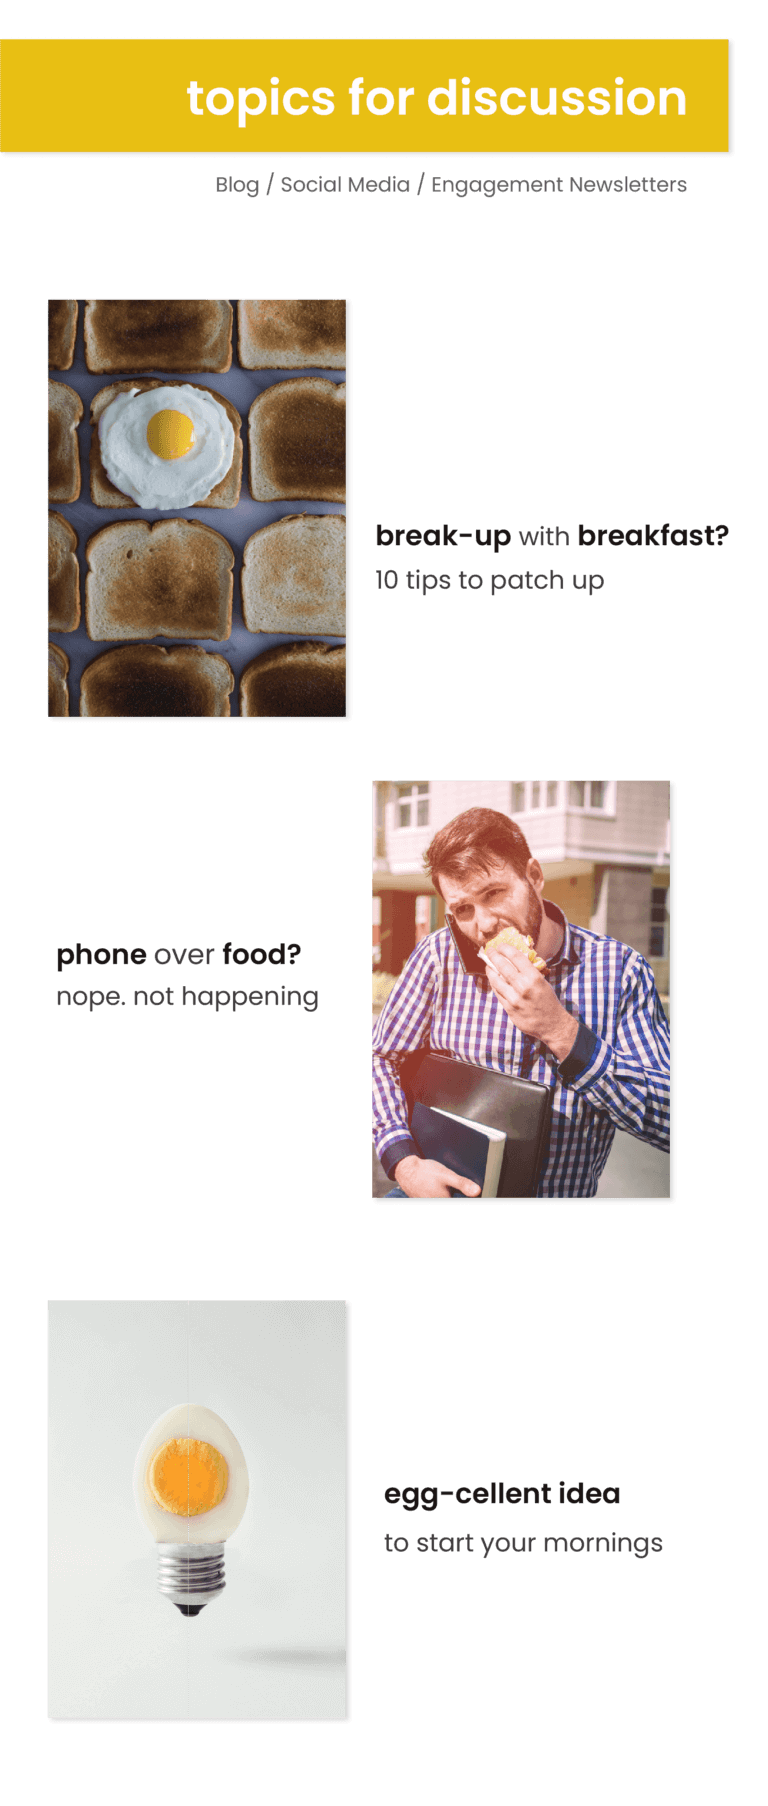 topics for discussion
Blog / Social Media / Engagement Newsletters
break-up with breakfast?
10 tips to patch up
phone over food?
nope. not happening
egg-cellent idea
to start your mornings